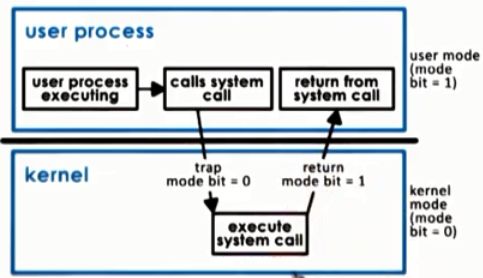 user process
user process
executing
calls system
call
return from
system call
user mode
(mode
bit = 1)
trap
mode bit = 0
return
mode bit = 1
kernel
execute
system call
kernel
mode
(mode
bit = 0)